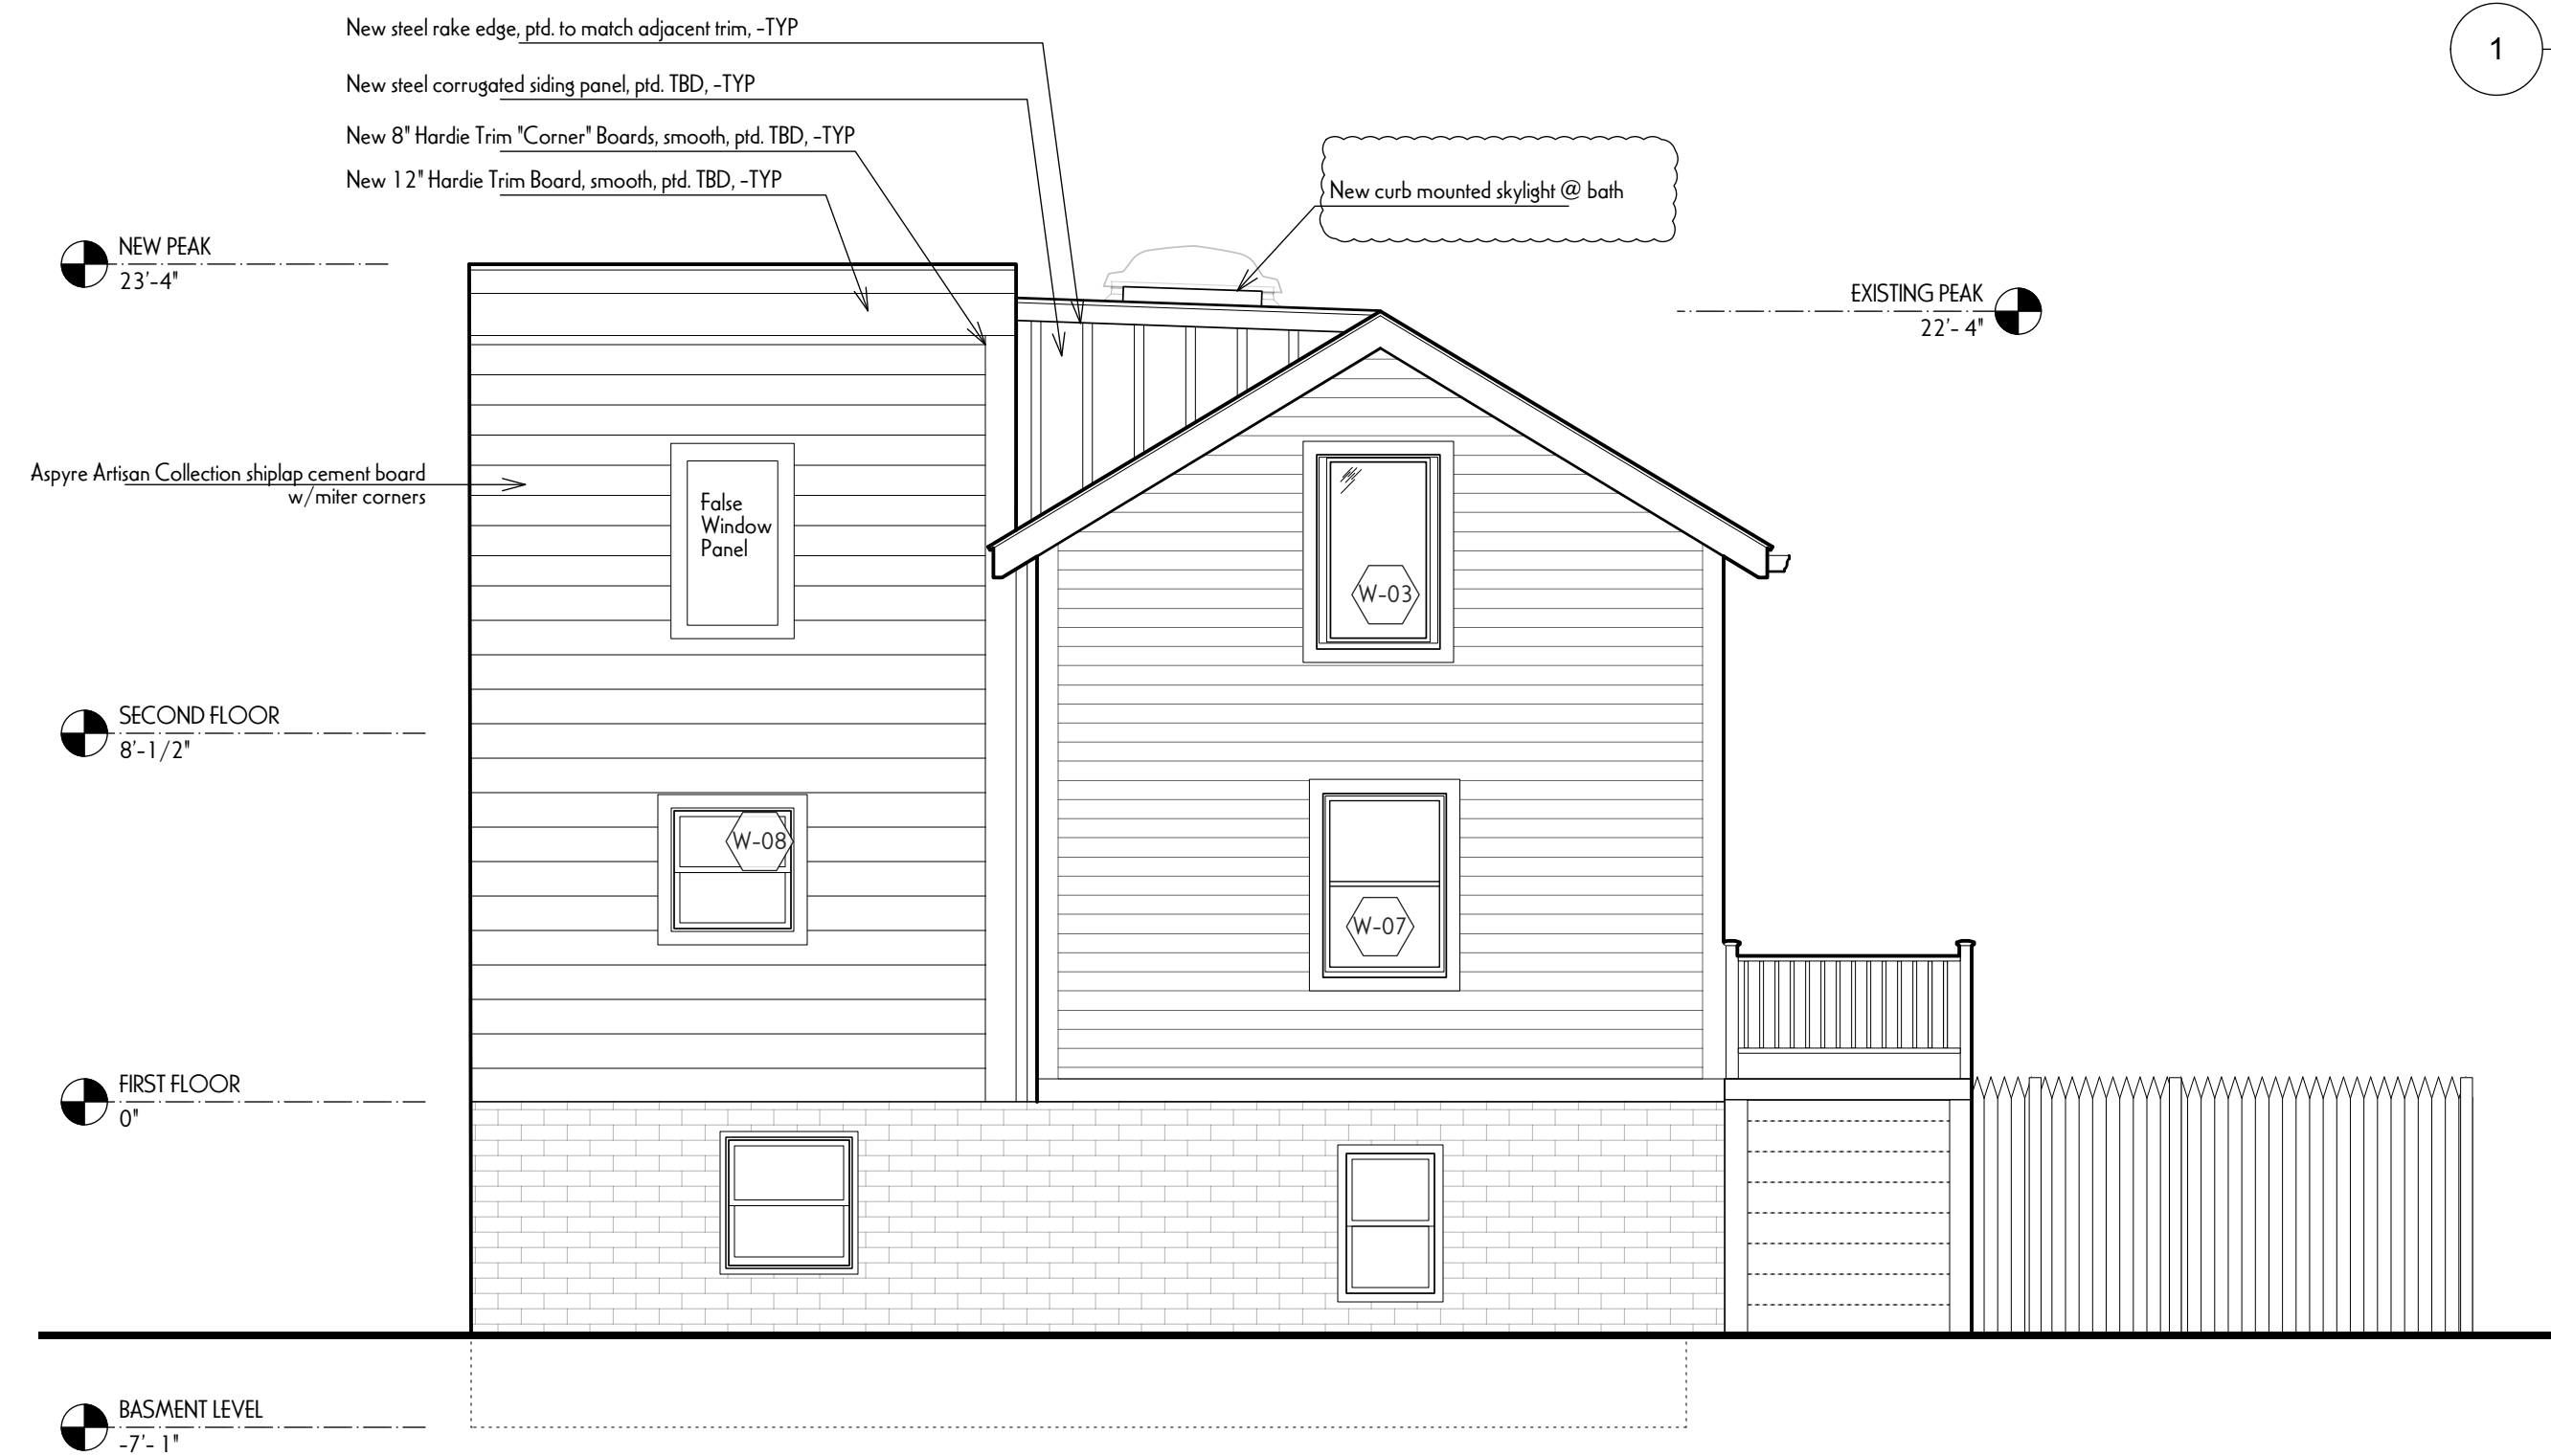 New steel rake edge, ptd. to match adjacent trim, -TYP
1
New steel corrugated siding panel, ptd. TBD, -TYP
New 8" Hardie Trim "Corner" Boards, smooth, ptd. TBD, -TYP
New 12" Hardie Trim Board, smooth, ptd. TBD, -TYP
New curb mounted skylight @ bath
NEW PEAK
23'-4"
EXISTING PEAK
22'- 4"
Aspyre Artisan Collection shiplap cement board
w/miter corners
False
Window
Panel
W-03
SECOND FLOOR
8'-1/2"
W-08
W-07
FIRST FLOOR
0"
BASMENT LEVEL
-7'- 1"